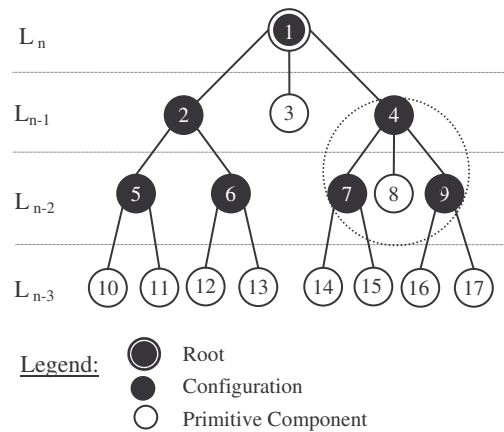 L n
1
L n-1
2
3
4
L n-2
5
6
7
8
9
L n-3
10
11
12
13
14
15
16
17
Legend:
Root
Configuration
Primitive Component